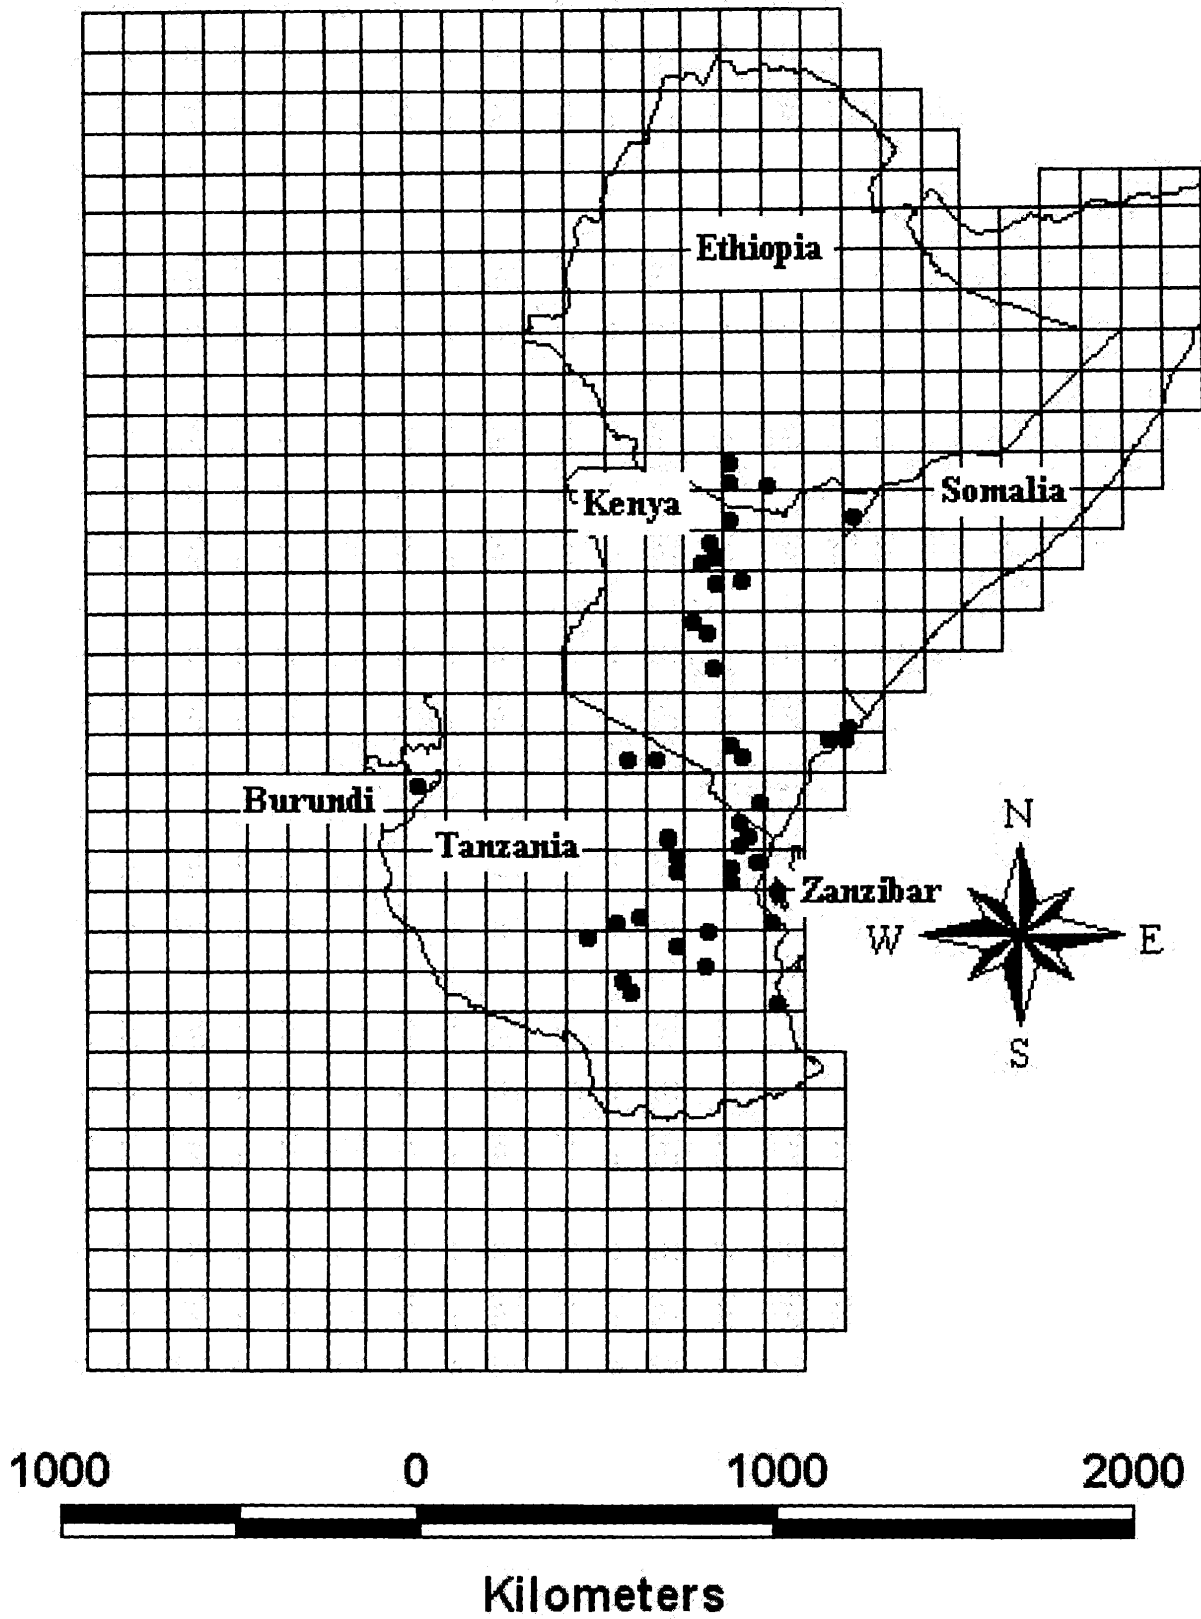 Ethiopia
Kenya
Somalia
Burundi
Tanzania
Zanzibar
N
W
E
S
1000 0 1000 2000
Kilometers